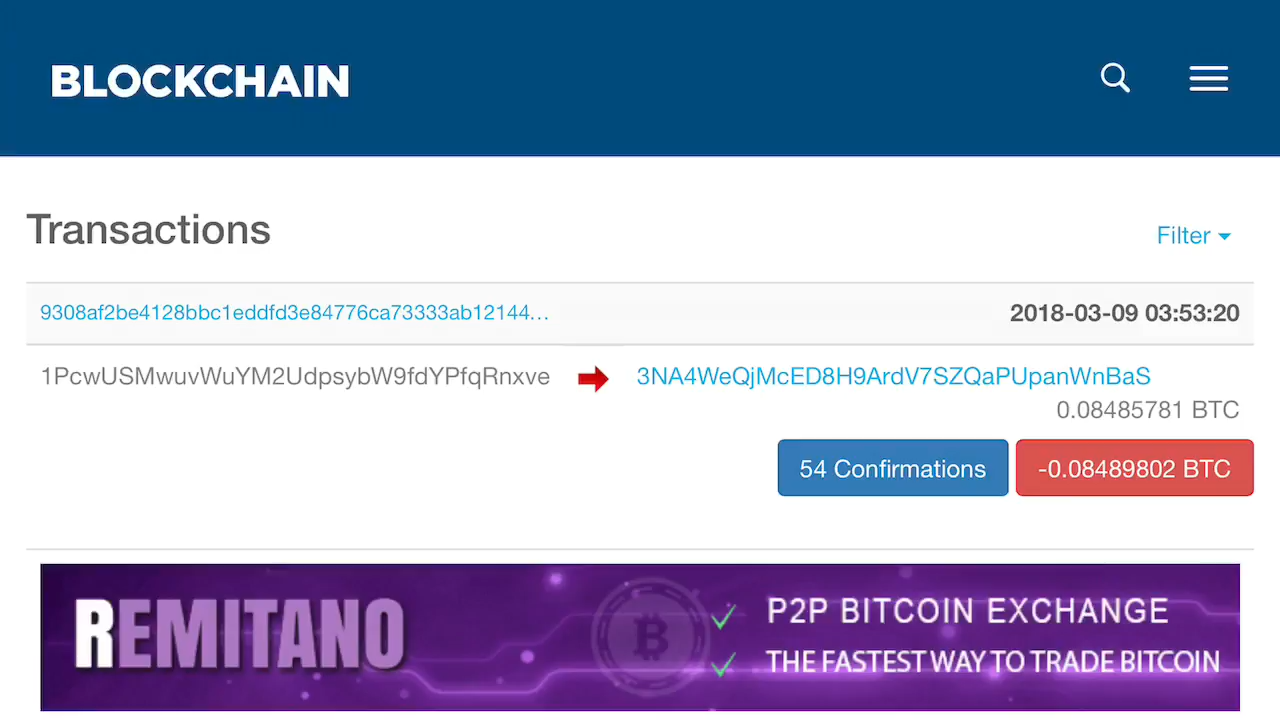 BLOCKCHAIN
Transactions
Filter
9308af2be4128bbc1eddfd3e84776ca73333ab12144...
2018-03-09 03:53:20
1PcwUSMwuvWuYM2UdpsybW9fdYPfqRnxve
3NA4WeQjMcED8H9ArdV7SZQaPUpanWnBaS
0.08485781 BTC
54 Confirmations
-0.08489802 BTC
REMITANO
P2P BITCOIN EXCHANGE
THE FASTEST WAY TO TRADE BITCOIN